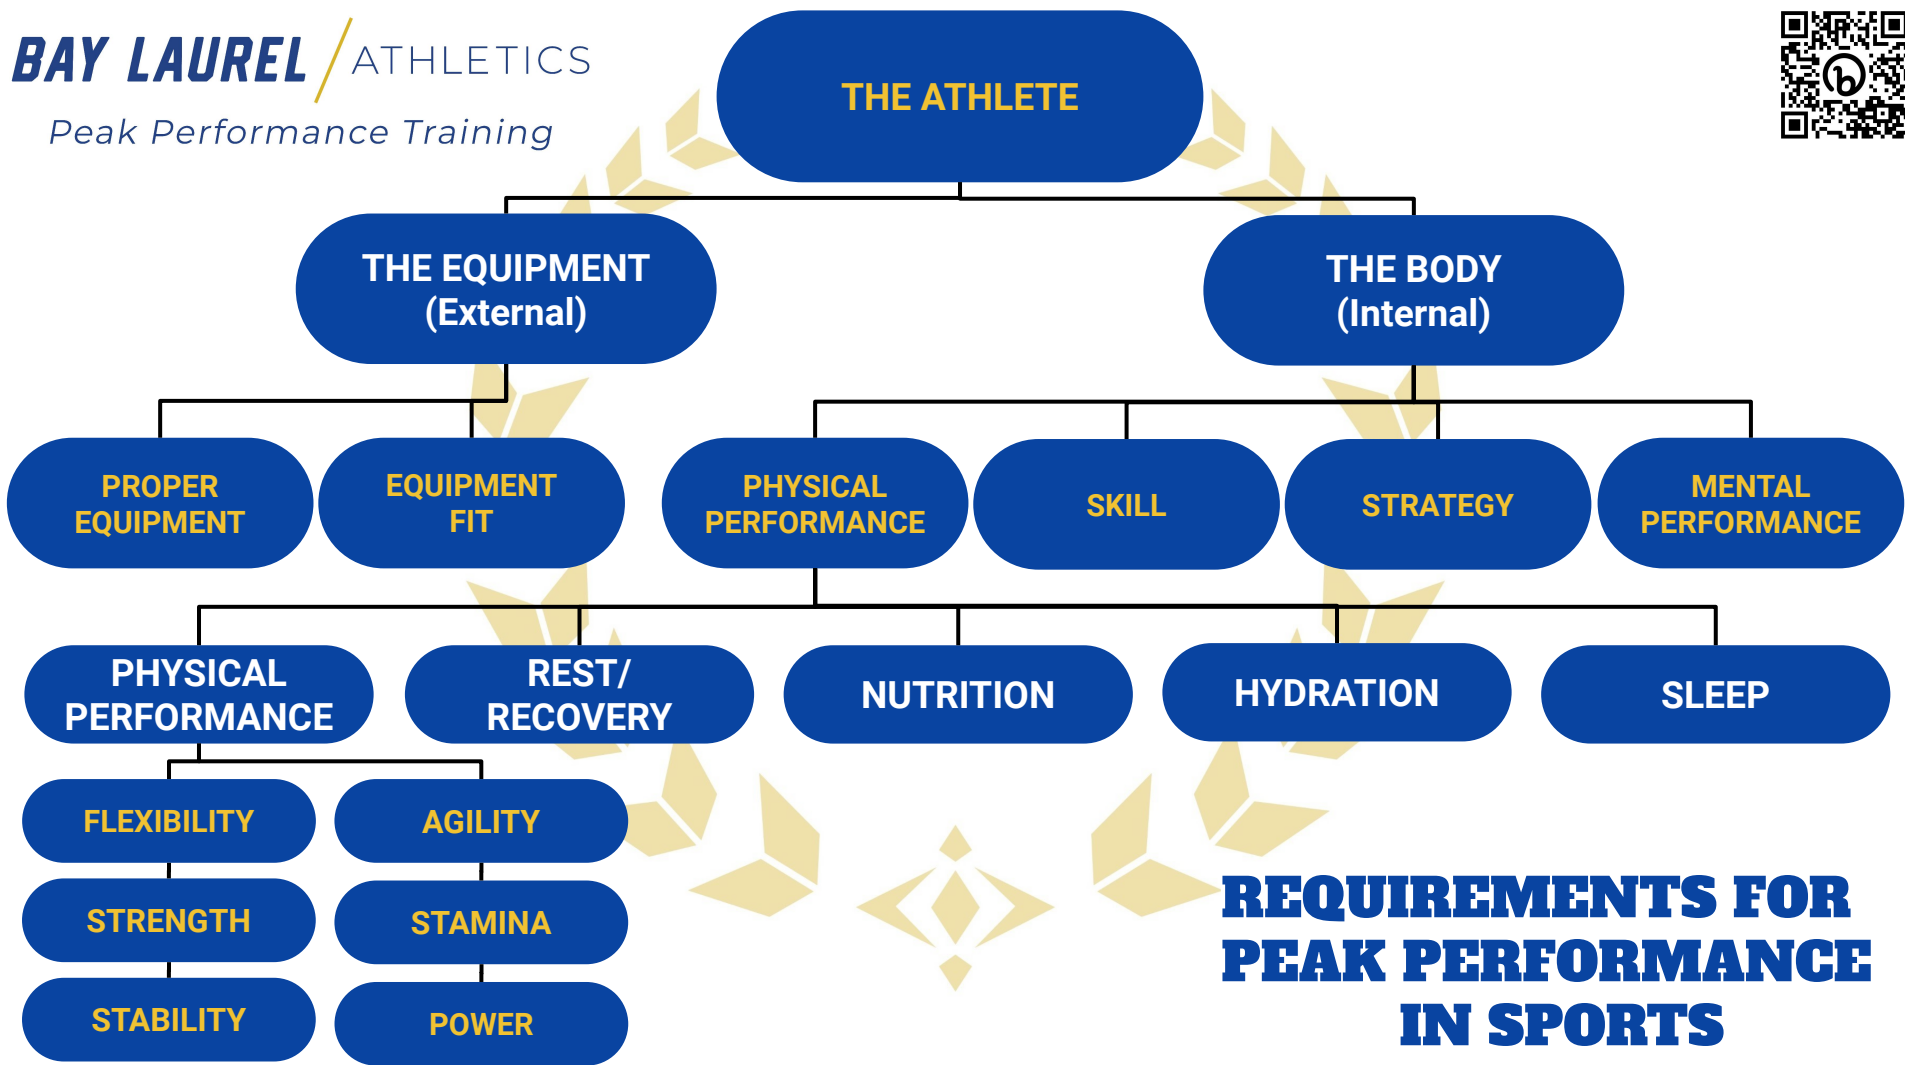 BAY LAUREL / ATHLETICS
Peak Performance Training
THE ATHLETE
THE EQUIPMENT
(External)
THE BODY
(Internal)
PROPER
EQUIPMENT
EQUIPMENT
FIT
PHYSICAL
PERFORMANCE
SKILL
STRATEGY
MENTAL
PERFORMANCE
PHYSICAL
PERFORMANCE
REST/
RECOVERY
NUTRITION
HYDRATION
SLEEP
FLEXIBILITY
AGILITY
STRENGTH
STAMINA
STABILITY
POWER
REQUIREMENTS FOR
PEAK PERFORMANCE
IN SPORTS